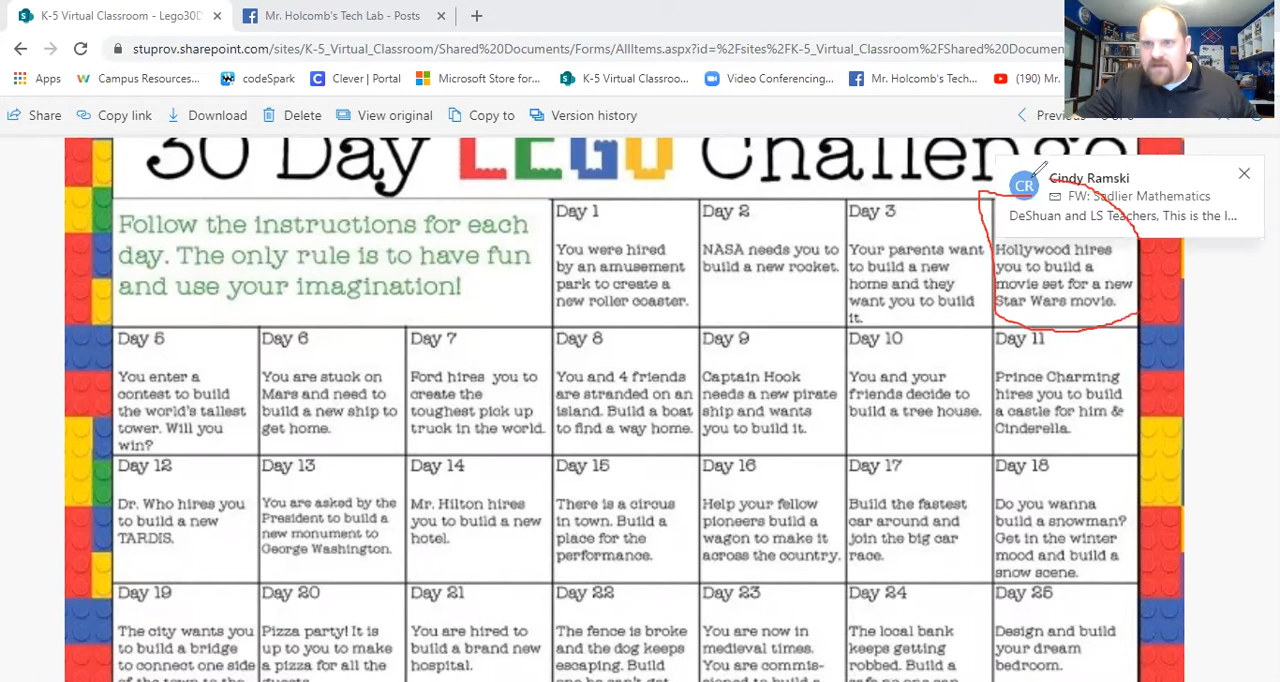 K-5 Virtual Classroom - Lego30D
Mr. Holcomb's Tech Lab - Posts
stuprov.sharepoint.com/sites/K-5_Virtual_Classroom/Shared%20Documents/Forms/AllItems.aspx?id=%2Fsites%2FK-5_Virtual_Classroom%2FShared%20Documen
Apps
Campus Resources...
codeSpark
Clever | Portal
Microsoft Store for...
K-5 Virtual Classroo...
Video Conferencing...
Mr. Holcomb's Tech...
(190) Mr.
Share
Copy link
Download
Delete
View original
Copy to
Version history
30 Day LEGO Challenge
CR
Cindy Ramski
FW: Sadlier Mathematics
DeShuan and LS Teachers, This is the I...
Follow the instructions for each
day. The only rule is to have fun
and use your imagination!
Day 1
You were hired
by an amusement
park to create a
new roller coaster.
Day 2
NASA needs you to
build a new rocket.
Day 3
Your parents want
to build a new
home and they
want you to build
it.
Hollywood hires
you to build a
movie set for a new
Star Wars movie.
Day 5
You enter a
contest to build
the world's tallest
tower. Will you
win?
Day 6
You are stuck on
Mars and need to
build a new ship to
get home.
Day 7
Ford hires you to
create the
toughest pick up
truck in the world.
Day 8
You and 4 friends
are stranded on an
island. Build a boat
to find a way home.
Day 9
Captain Hook
needs a new pirate
ship and wants
you to build it.
Day 10
You and your
friends decide to
build a tree house.
Day 11
Prince Charming
hires you to build
a castle for him &
Cinderella.
Day 12
Dr. Who hires you
to build a new
TARDIS.
Day 13
You are asked by the
President to build a
new monument to
George Washington.
Day 14
Mr. Hilton hires
you to build a new
hotel.
Day 15
There is a circus
in town. Build a
place for the
performance.
Day 16
Help your fellow
pioneers build a
wagon to make it
across the country.
Day 17
Build the fastest
car around and
join the big car
race.
Day 18
Do you wanna
build a snowman?
Get in the winter
mood and build a
snow scene.
Day 19
The city wants you
to build a bridge
to connect one side
of the town to the
Day 20
Pizza party! It is
up to you to make
a pizza for all the
guests.
Day 21
You are hired to
build a brand new
hospital.
Day 22
The fence is broke
and the dog keeps
escaping. Build
one he can't get
Day 23
You are now in
medieval times.
You are commis-
sioned to build a
Day 24
The local bank
keeps getting
robbed. Build a
safe no one can
Day 25
Design and build
your dream
bedroom.